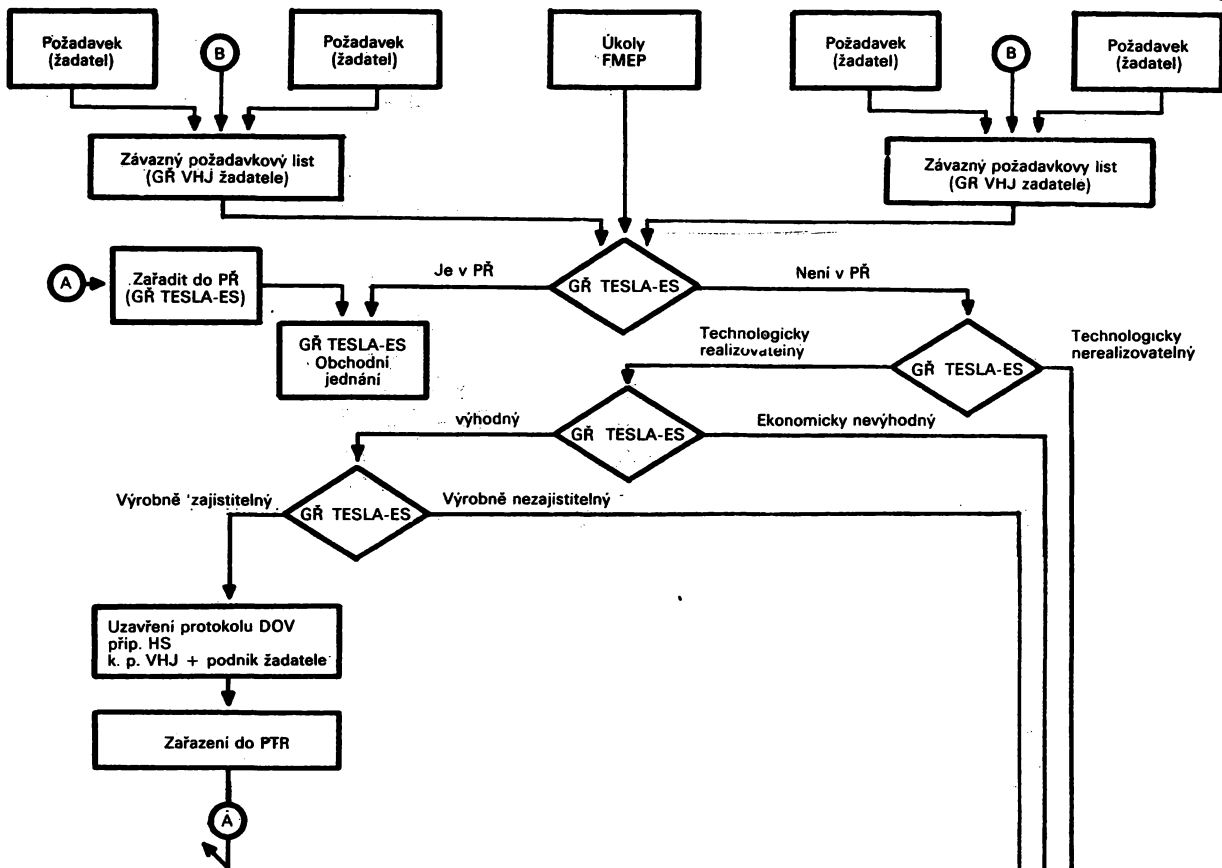 Požadavek
(žadatel)
B
Požadavek
(žadatel)
Úkoly
FMEP
Požadavek
(žadatel)
B
Požadavek
(žadatel)
Závazný požadavkový list
(GŘ VHJ žadatele)
Závazný požadavkovy list
(GR VHJ zadatele)
A
Zařadit do PŘ
(GŘ TESLA-ES)
Je v PŘ
GŘ TESLA-ES
Není v PŘ
GŘ TESLA-ES
Obchodní
jednání
Technologicky
realizovatelný
GŘ TESLA-ES
Technologicky
nerealizovatelný
výhodný
GŘ TESLA-ES
Ekonomicky nevýhodný
Výrobně zajistitelný
GŘ TESLA-ES
Výrobně nezajistitelný
Uzavření protokolu DOV
přip. HS
k. p. VHJ + podnik žadatele
Zařazení do PTR
A